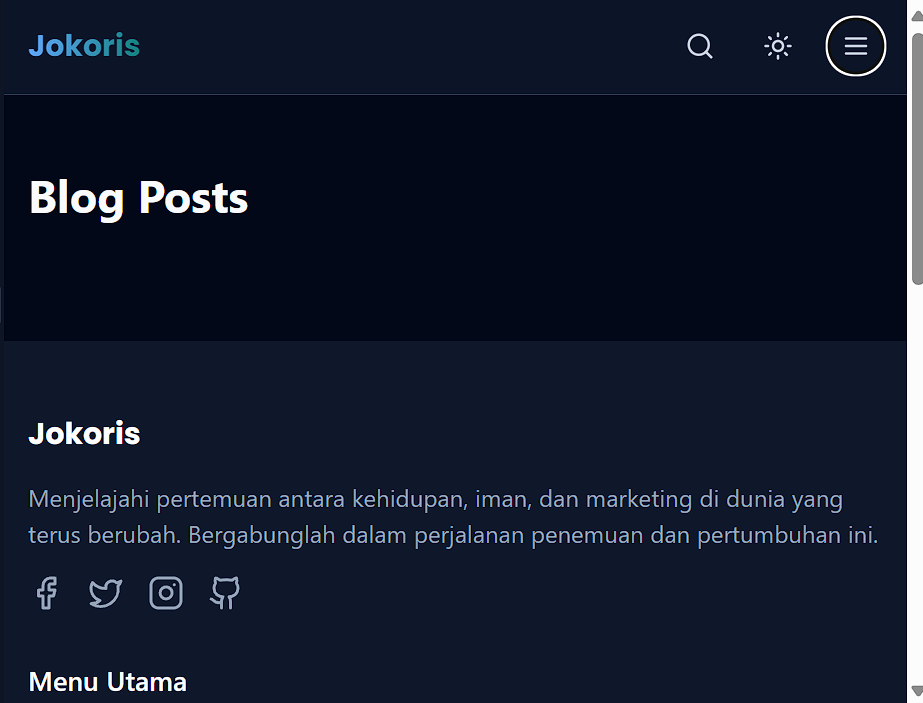 Jokoris
Blog Posts
Jokoris
Menjelajahi pertemuan antara kehidupan, iman, dan marketing di dunia yang
terus berubah. Bergabunglah dalam perjalanan penemuan dan pertumbuhan ini.
Menu Utama